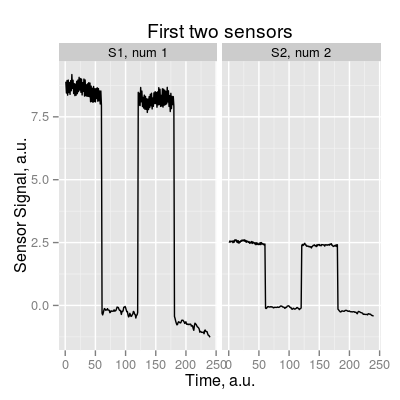 First two sensors
S1, num 1
S2, num 2
Sensor Signal, a.u.
7.5
5.0
2.5
0.0
0 50 100 150 200 250
0 50 100 150 200 250
Time, a.u.